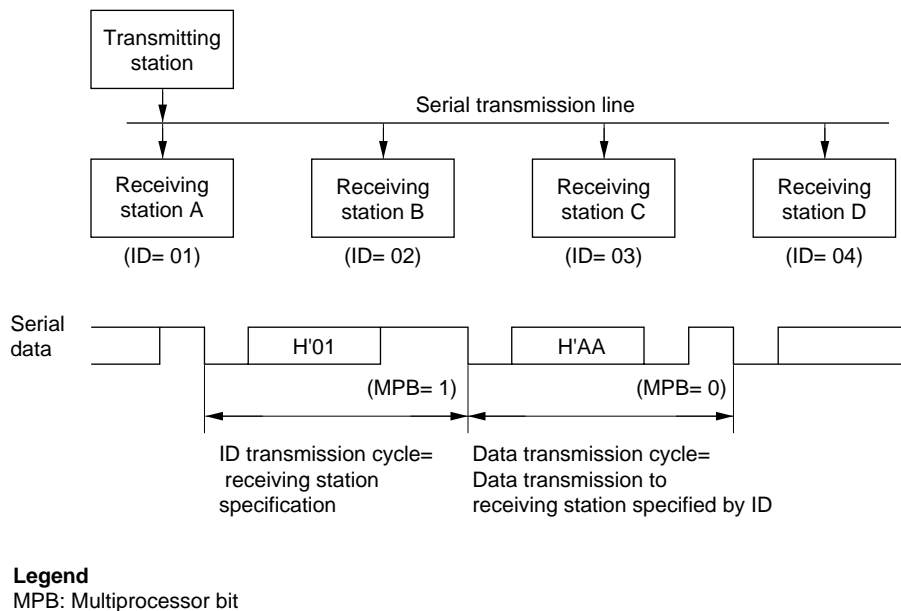 Transmitting
station
Serial transmission line
Receiving
station A
Receiving
station B
Receiving
station C
Receiving
station D
(ID= 01)
(ID= 02)
(ID= 03)
(ID= 04)
Serial
data
H'01
H'AA
(MPB= 1)
(MPB= 0)
ID transmission cycle=
receiving station
specification
Data transmission cycle=
Data transmission to
receiving station specified by ID
Legend
MPB: Multiprocessor bit